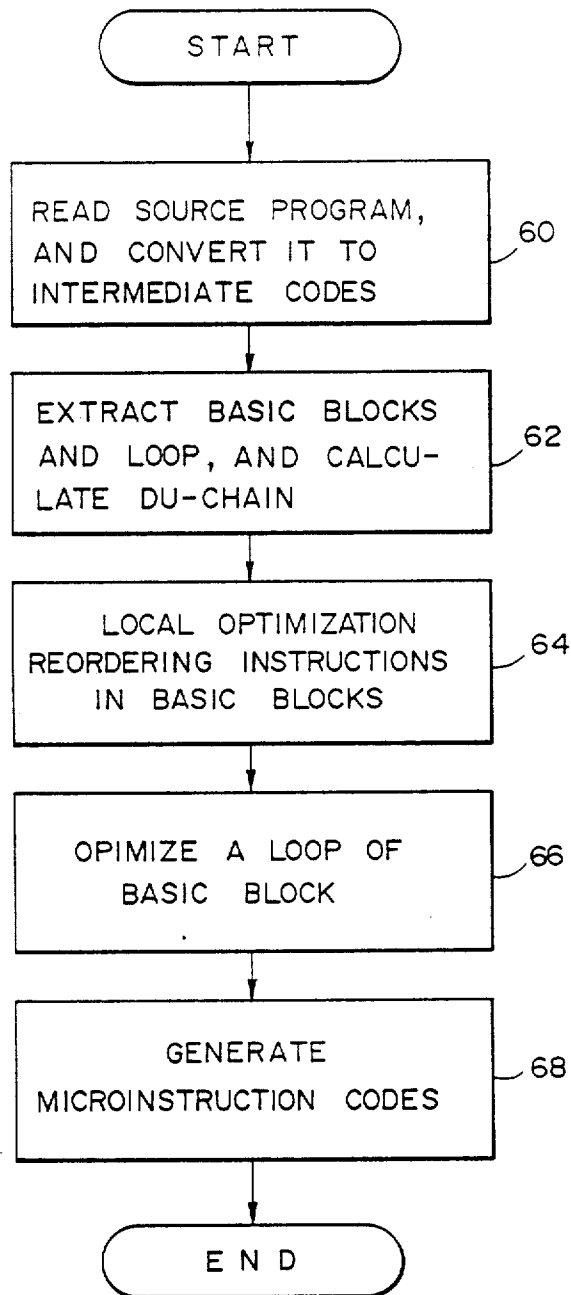 START
READ SOURCE PROGRAM,
AND CONVERT IT TO
INTERMEDIATE CODES
60
EXTRACT BASIC BLOCKS
AND LOOP, AND CALCU-
LATE DU-CHAIN
62
LOCAL OPTIMIZATION
REORDERING INSTRUCTIONS
IN BASIC BLOCKS
64
OPIMIZE A LOOP OF
BASIC BLOCK
66
GENERATE
MICROINSTRUCTION CODES
68
END